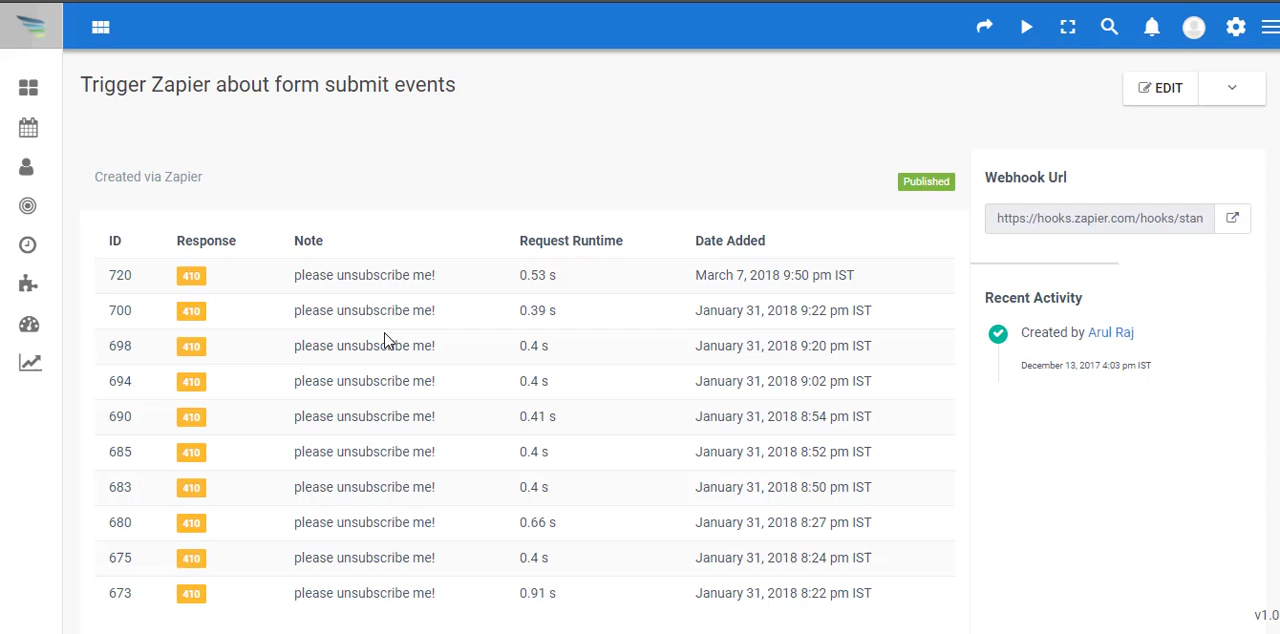 Trigger Zapier about form submit events
EDIT
Created via Zapier
Published
ID Response Note Request Runtime Date Added
720 410 please unsubscribe me! 0.53 s March 7, 2018 9:50 pm IST
700 410 please unsubscribe me! 0.39 s January 31, 2018 9:22 pm IST
698 410 please unsubscribe me! 0.4 s January 31, 2018 9:20 pm IST
694 410 please unsubscribe me! 0.4 s January 31, 2018 9:02 pm IST
690 410 please unsubscribe me! 0.41 s January 31, 2018 8:54 pm IST
685 410 please unsubscribe me! 0.4 s January 31, 2018 8:52 pm IST
683 410 please unsubscribe me! 0.4 s January 31, 2018 8:50 pm IST
680 410 please unsubscribe me! 0.66 s January 31, 2018 8:27 pm IST
675 410 please unsubscribe me! 0.4 s January 31, 2018 8:24 pm IST
673 410 please unsubscribe me! 0.91 s January 31, 2018 8:22 pm IST
Webhook Url
https://hooks.zapier.com/hooks/stan
Recent Activity
Created by Arul Raj
December 13, 2017 4:03 pm IST
v1.0